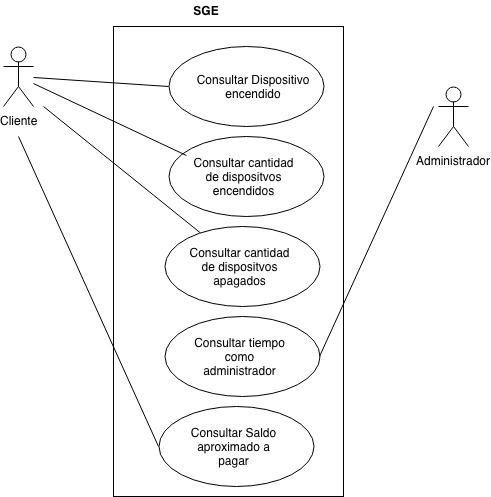 SGE
Consultar Dispositivo
encendido
Cliente
Consultar cantidad
de dispositvos
encendidos
Administrador
Consultar cantidad
de dispositvos
apagados
Consultar tiempo
como
administrador
Consultar Saldo
aproximado a
pagar